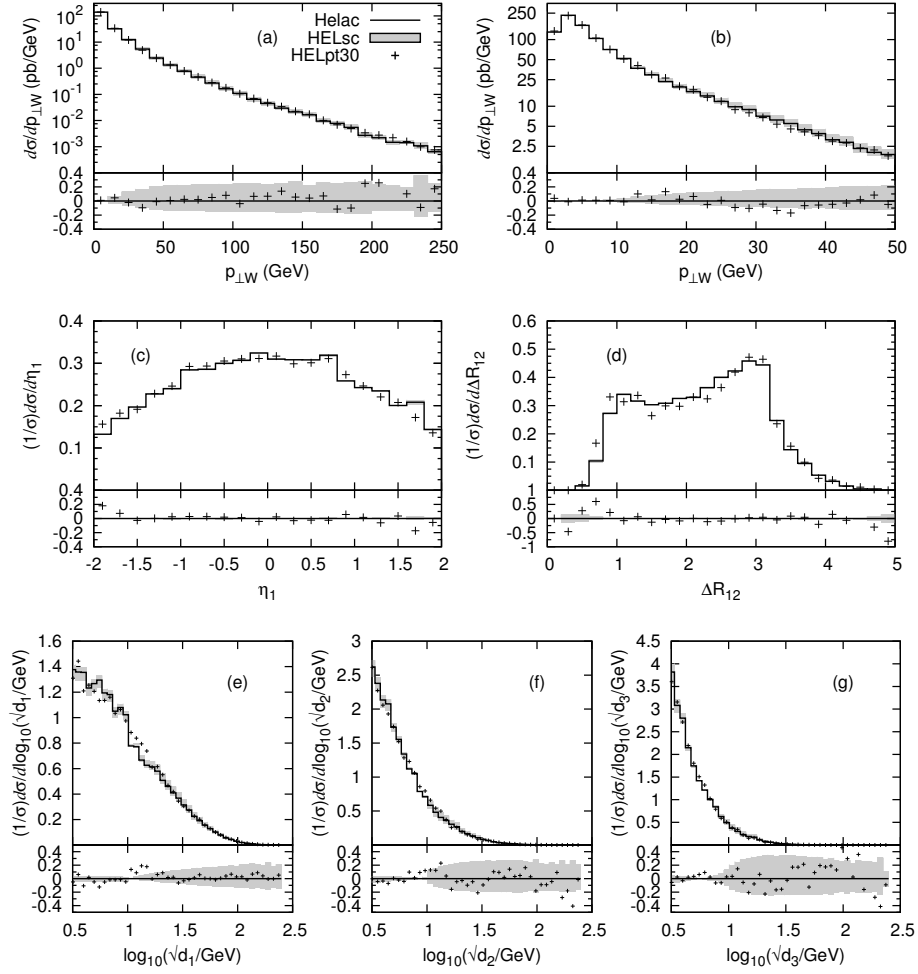 dσ/dp⊥W (pb/GeV)
10²
10¹
10⁰
10⁻¹
10⁻²
10⁻³
(a)
Helac
HELsc
HELpt30
0.2
0
-0.2
-0.4
0 50 100 150 200 250
p⊥W (GeV)
dσ/dp⊥W (pb/GeV)
250
100
50
25
10
5
2.5
(b)
0.2
0
-0.2
-0.4
0 10 20 30 40 50
p⊥W (GeV)
(1/σ)dσ/dη₁
0.4
0.3
0.2
0.1
0.4
(c)
0.2
0
-0.2
-0.4
-2 -1.5 -1 -0.5 0 0.5 1 1.5 2
η₁
(1/σ)dσ/dΔR₁₂
0.6
0.5
0.4
0.3
0.2
0.1
1
(d)
0.5
0
-0.5
-1
0 1 2 3 4 5
ΔR₁₂
(1/σ)dσ/dlog₁₀(√d₁/GeV)
1.6
1.4
1.2
1
0.8
0.6
0.4
0.2
0.4
(e)
0.2
0
-0.2
-0.4
0.5 1 1.5 2 2.5
log₁₀(√d₁/GeV)
(1/σ)dσ/dlog₁₀(√d₂/GeV)
3
2.5
2
1.5
1
0.5
(f)
0.4
0.2
0
-0.2
-0.4
0.5 1 1.5 2 2.5
log₁₀(√d₂/GeV)
(1/σ)dσ/dlog₁₀(√d₃/GeV)
4.5
4
3.5
3
2.5
2
1.5
1
0.5
(g)
0.4
0.2
0
-0.2
-0.4
0.5 1 1.5 2 2.5
log₁₀(√d₃/GeV)